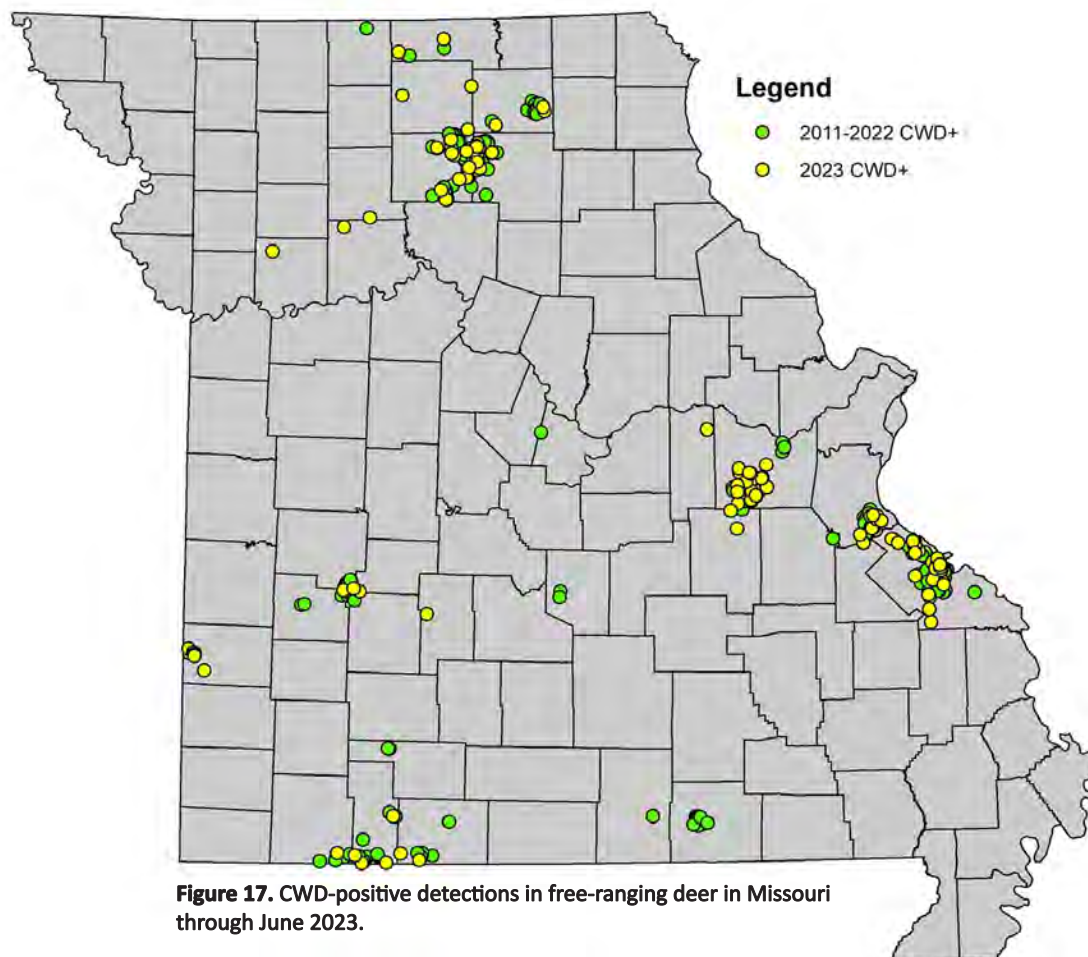 Legend
2011-2022 CWD+
2023 CWD+
Figure 17. CWD-positive detections in free-ranging deer in Missouri
through June 2023.